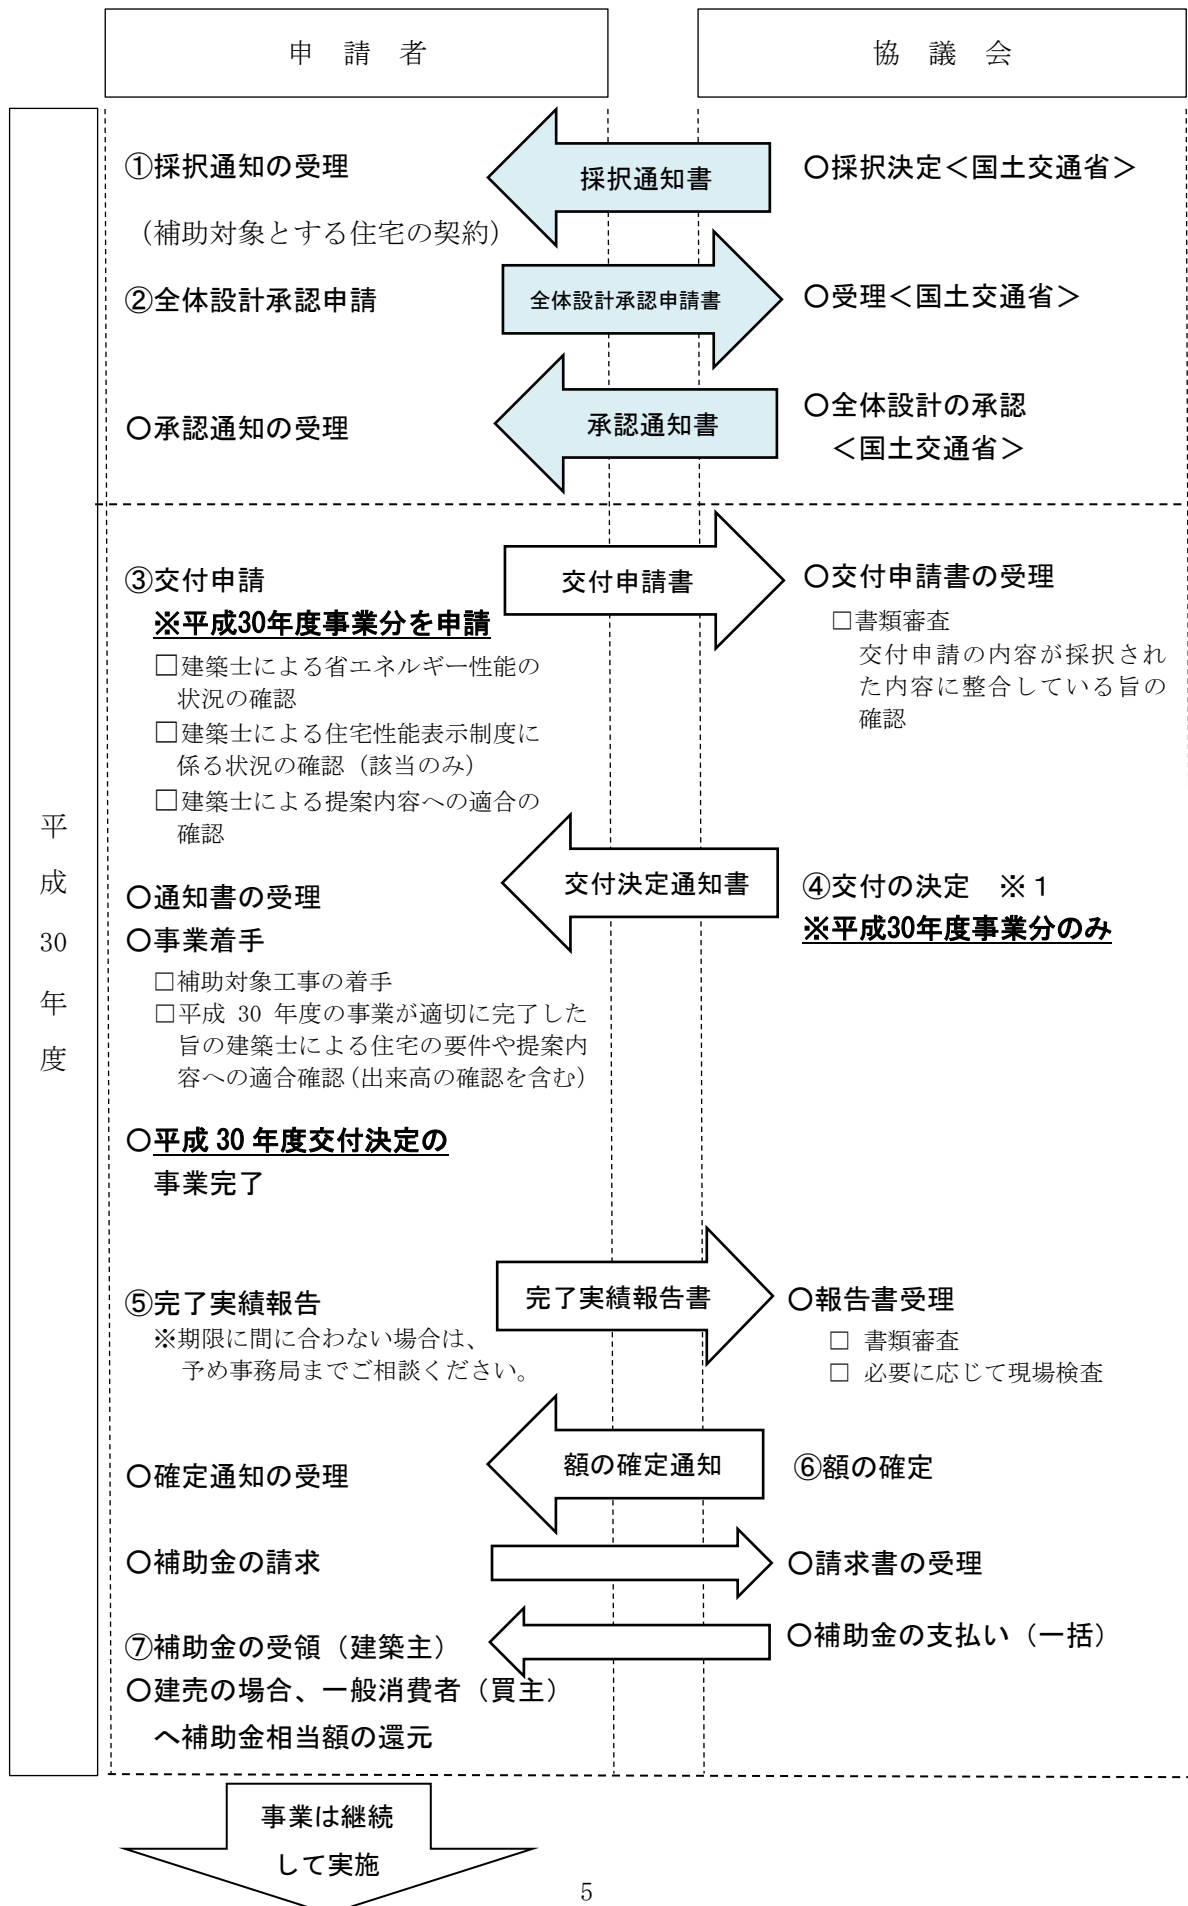 申　請　者
協　議　会
①採択通知の受理
採択通知書
〇採択決定＜国土交通省＞
（補助対象とする住宅の契約）
②全体設計承認申請
全体設計承認申請書
〇受理＜国土交通省＞
〇承認通知の受理
承認通知書
〇全体設計の承認
＜国土交通省＞
③交付申請
※平成30年度事業分を申請
□建築士による省エネルギー性能の
状況の確認
□建築士による住宅性能表示制度に
係る状況の確認（該当のみ）
□建築士による提案内容への適合の
確認
交付申請書
〇交付申請書の受理
□書類審査
交付申請の内容が採択され
た内容に整合している旨の
確認
平
成
30
年
度
交付決定通知書
④交付の決定　※１
※平成30年度事業分のみ
〇通知書の受理
〇事業着手
□補助対象工事の着手
□平成 30 年度の事業が適切に完了した
旨の建築士による住宅の要件や提案内
容への適合確認（出来高の確認を含む）
〇平成 30 年度交付決定の
事業完了
⑤完了実績報告
※期限に間に合わない場合は、
予め事務局までご相談ください。
完了実績報告書
〇報告書受理
□ 書類審査
□ 必要に応じて現場検査
〇確定通知の受理
額の確定通知
⑥額の確定
〇補助金の請求
〇請求書の受理
⑦補助金の受領（建築主）
〇補助金の支払い（一括）
〇建売の場合、一般消費者（買主）
へ補助金相当額の還元
事業は継続
して実施
5